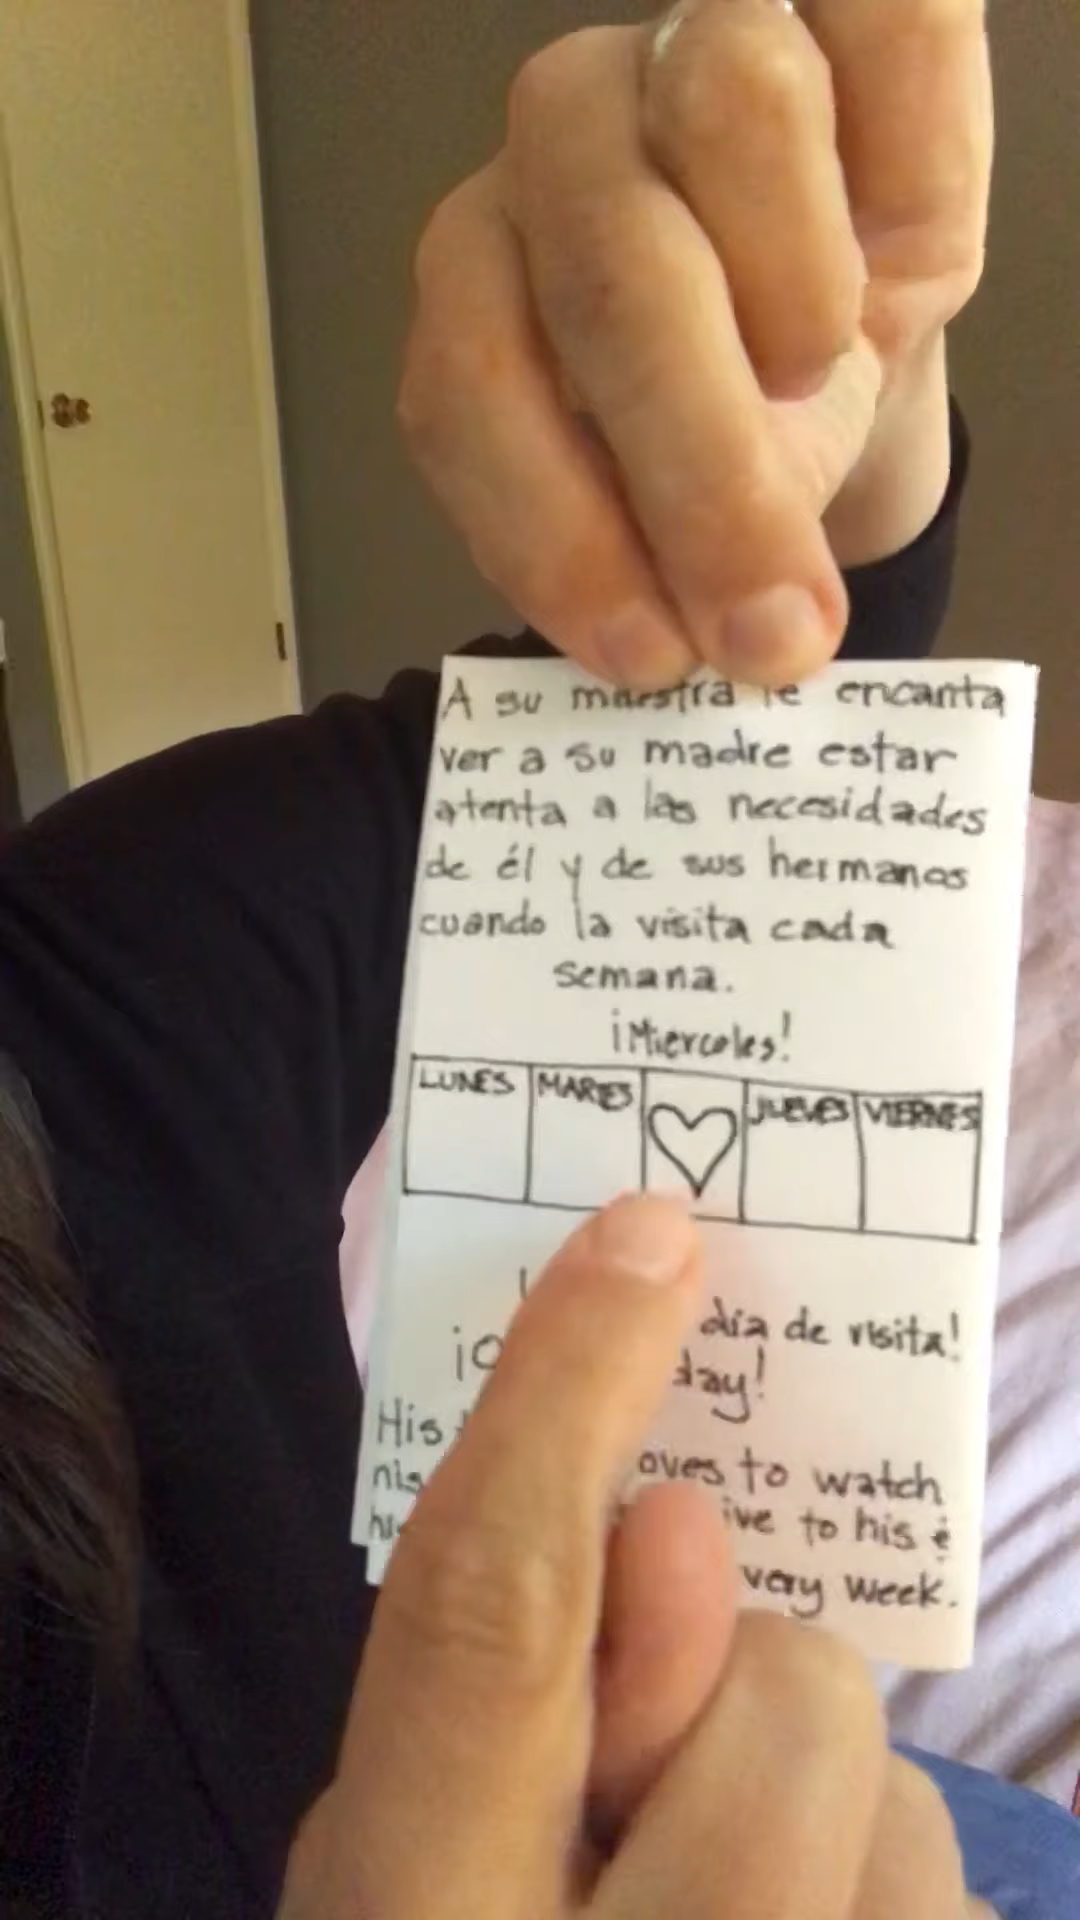 A su maestra le encanta
ver a su madre estar
atenta a las necesidades
de él y de sus hermanos
cuando la visita cada
semana.
¡Miercoles!
LUNES MARTES JUEVES VIERNES
día de visita!
day!
His
oves to watch
ive to his é
very week.